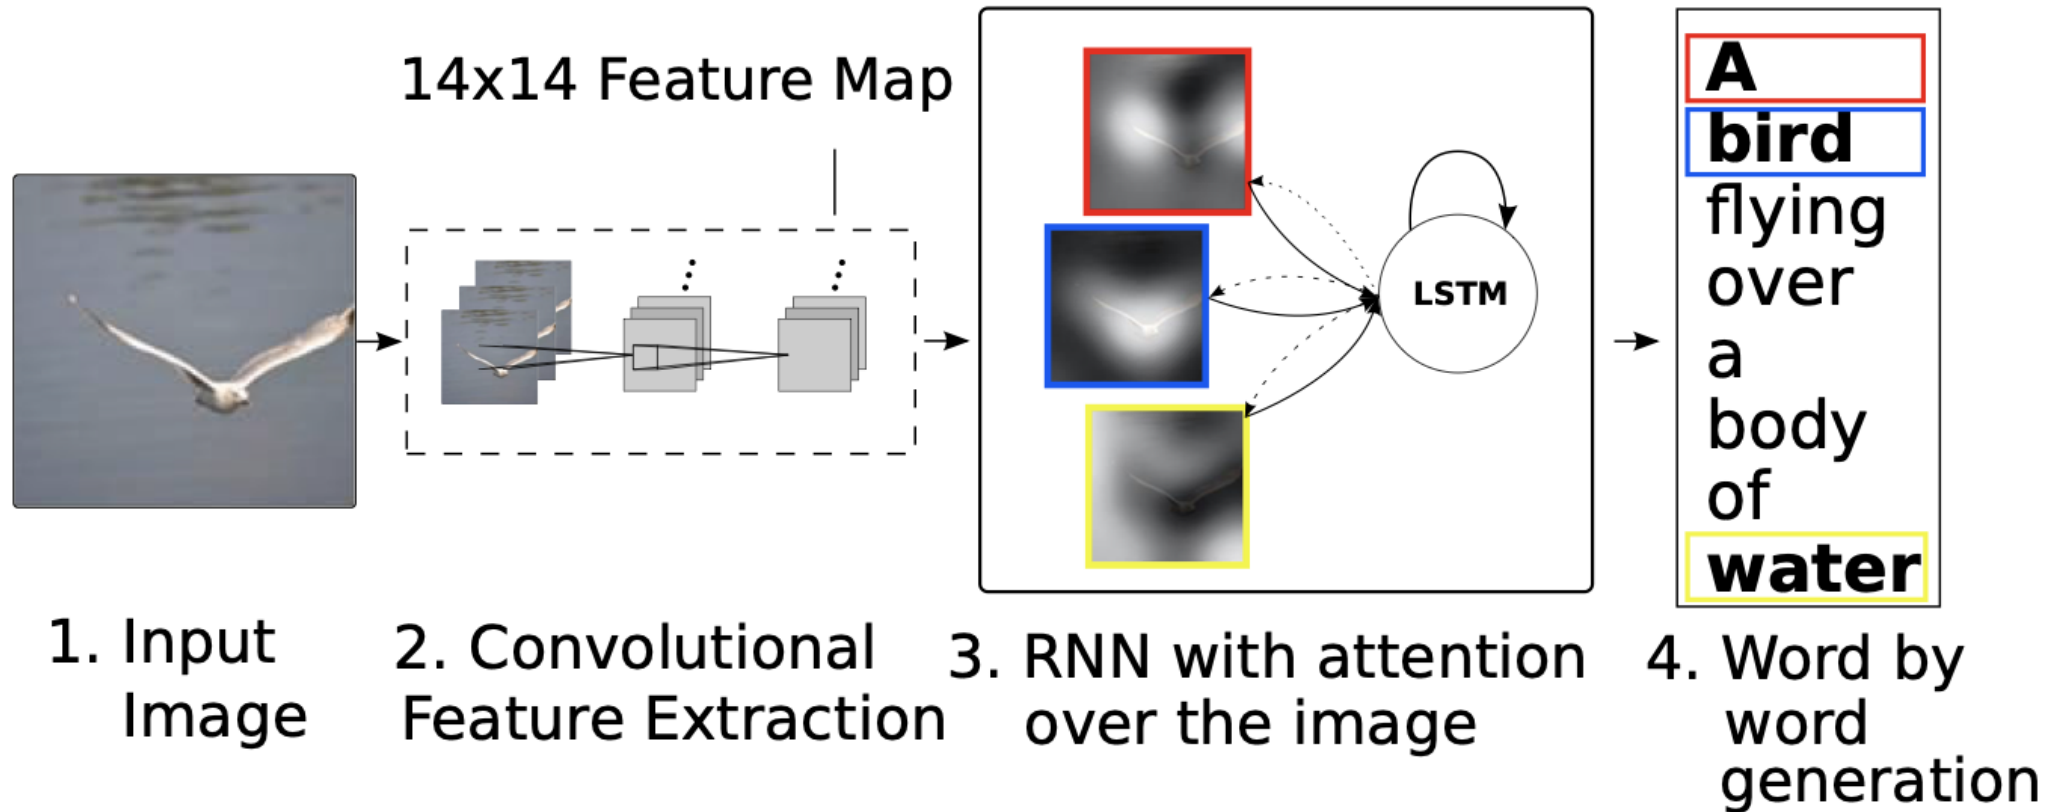 14x14 Feature Map
LSTM
A
bird
flying
over
a
body
of
water
1. Input
Image
2. Convolutional
Feature Extraction
3. RNN with attention
over the image
4. Word by
word
generation